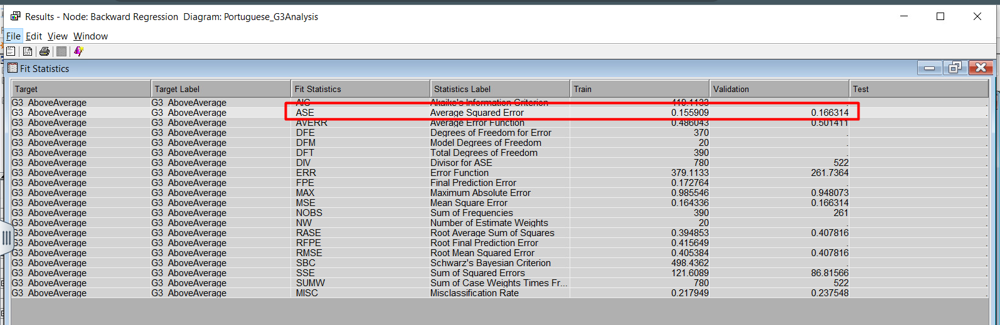 Results - Node: Backward Regression  Diagram: Portuguese_G3Analysis
File Edit View Window
Fit Statistics
Target Target Label Fit Statistics Statistics Label Train Validation Test
G3 AboveAverage G3 AboveAverage AIC Akaike's Information Criterion 419.1133 . .
G3 AboveAverage G3 AboveAverage ASE Average Squared Error 0.155909 0.166314 .
G3 AboveAverage G3 AboveAverage AVERR Average Error Function 0.486043 0.501411 .
G3 AboveAverage G3 AboveAverage DFE Degrees of Freedom for Error 370 . .
G3 AboveAverage G3 AboveAverage DFM Model Degrees of Freedom 20 . .
G3 AboveAverage G3 AboveAverage DFT Total Degrees of Freedom 390 . .
G3 AboveAverage G3 AboveAverage DIV Divisor for ASE 780 522 .
G3 AboveAverage G3 AboveAverage ERR Error Function 379.1133 261.7364 .
G3 AboveAverage G3 AboveAverage FPE Final Prediction Error 0.172764 . .
G3 AboveAverage G3 AboveAverage MAX Maximum Absolute Error 0.985546 0.948073 .
G3 AboveAverage G3 AboveAverage MSE Mean Square Error 0.164336 0.166314 .
G3 AboveAverage G3 AboveAverage NOBS Sum of Frequencies 390 261 .
G3 AboveAverage G3 AboveAverage NW Number of Estimate Weights 20 . .
G3 AboveAverage G3 AboveAverage RASE Root Average Sum of Squares 0.394853 0.407816 .
G3 AboveAverage G3 AboveAverage RFPE Root Final Prediction Error 0.415649 . .
G3 AboveAverage G3 AboveAverage RMSE Root Mean Squared Error 0.405384 0.407816 .
G3 AboveAverage G3 AboveAverage SBC Schwarz's Bayesian Criterion 498.4362 . .
G3 AboveAverage G3 AboveAverage SSE Sum of Squared Errors 121.6089 86.81566 .
G3 AboveAverage G3 AboveAverage SUMW Sum of Case Weights Times Fr... 780 522 .
G3 AboveAverage G3 AboveAverage MISC Misclassification Rate 0.217949 0.237548 .